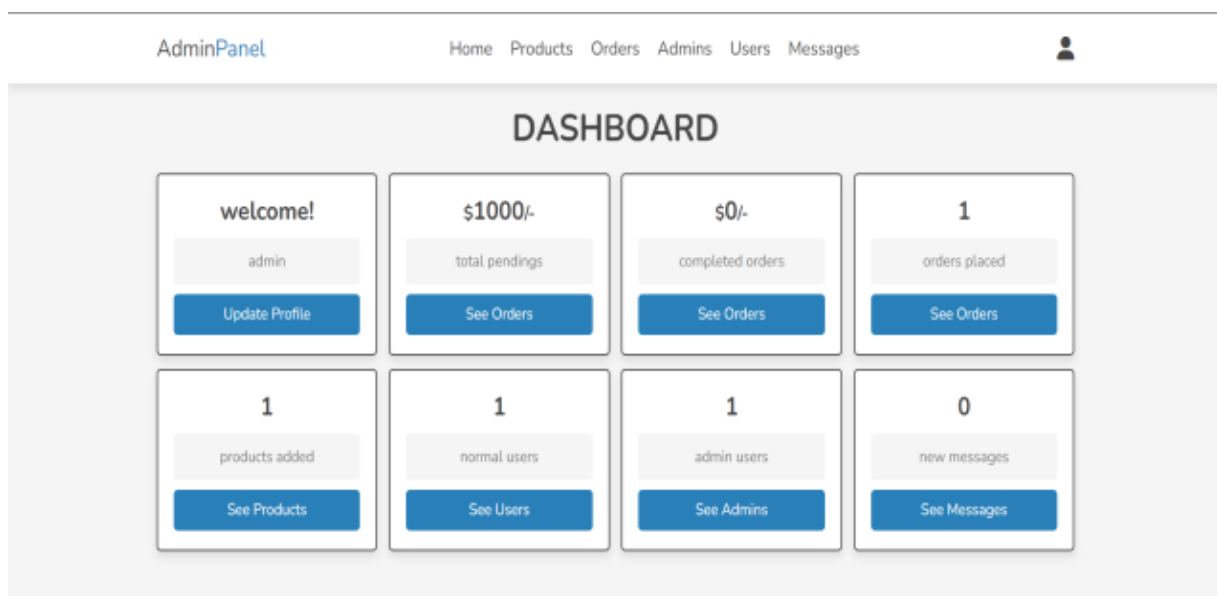 AdminPanel Home Products Orders Admins Users Messages
DASHBOARD
welcome!
admin
Update Profile
$1000/-
total pendings
See Orders
$0/-
completed orders
See Orders
1
orders placed
See Orders
1
products added
See Products
1
normal users
See Users
1
admin users
See Admins
0
new messages
See Messages